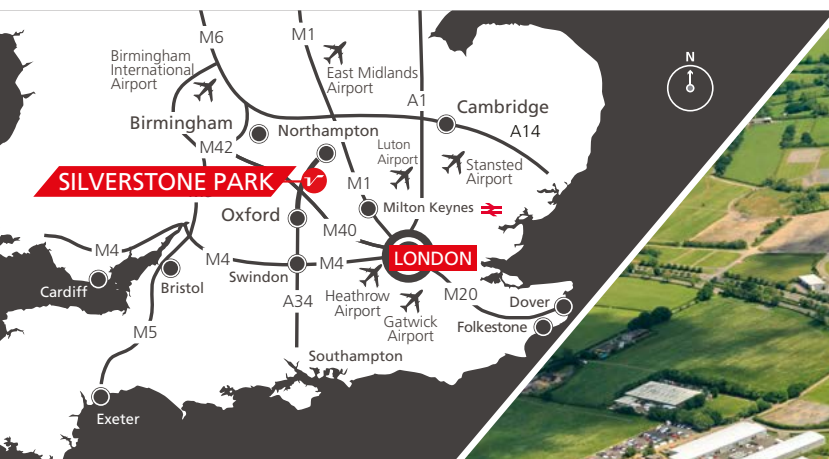 M6
M1
N
Birmingham
International
Airport
East Midlands
Airport
A1
Cambridge
A14
Birmingham
Northampton
M42
Luton
Airport
Stansted
Airport
SILVERSTONE PARK
M1
Milton Keynes
Oxford
M40
M4
M4
Swindon
M4
LONDON
Cardiff
Bristol
A34
Heathrow
Airport
M20
Dover
Gatwick
Airport
Folkestone
M5
Southampton
Exeter